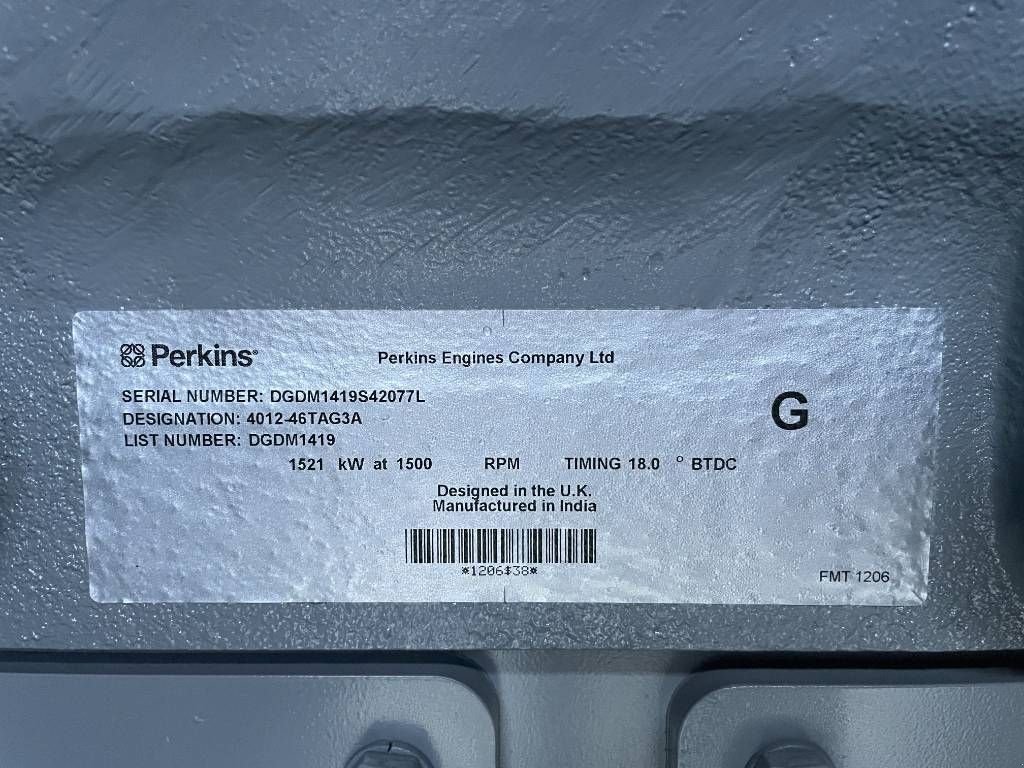 Perkins®
Perkins Engines Company Ltd
SERIAL NUMBER: DGDM1419S42077L
DESIGNATION: 4012-46TAG3A
LIST NUMBER: DGDM1419
G
1521 kW at 1500 RPM TIMING 18.0 ° BTDC
Designed in the U.K.
Manufactured in India
*1206$38*
FMT 1206